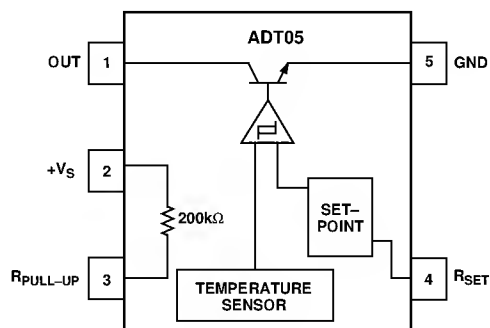 ADT05
OUT 1
5 GND
+VS 2
200kΩ
SET–
POINT
RPULL–UP 3
4 RSET
TEMPERATURE
SENSOR